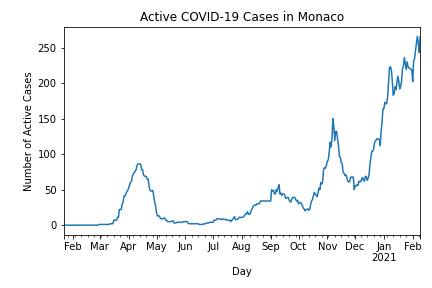 Active COVID-19 Cases in Monaco
Number of Active Cases
250
200
150
100
50
0
Feb Mar Apr May Jun Jul Aug Sep Oct Nov Dec Jan Feb
2021
Day